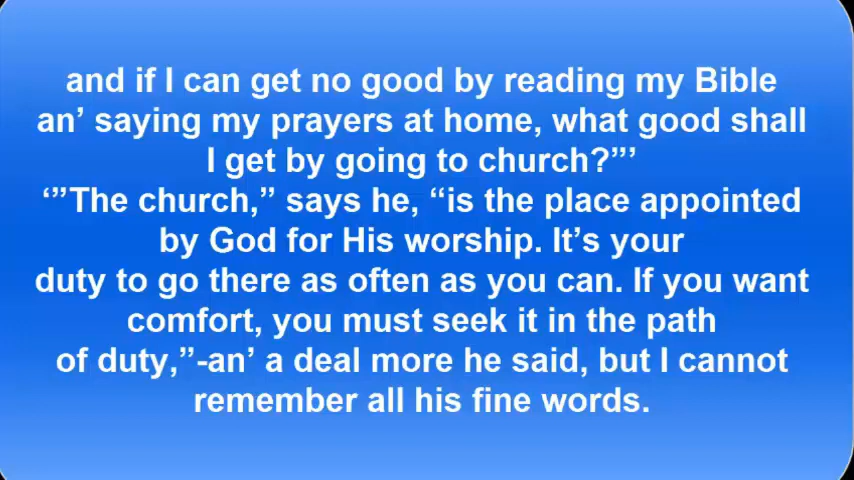 and if I can get no good by reading my Bible
an’ saying my prayers at home, what good shall
I get by going to church?”’
‘”The church,” says he, “is the place appointed
by God for His worship. It’s your
duty to go there as often as you can. If you want
comfort, you must seek it in the path
of duty,”-an’ a deal more he said, but I cannot
remember all his fine words.